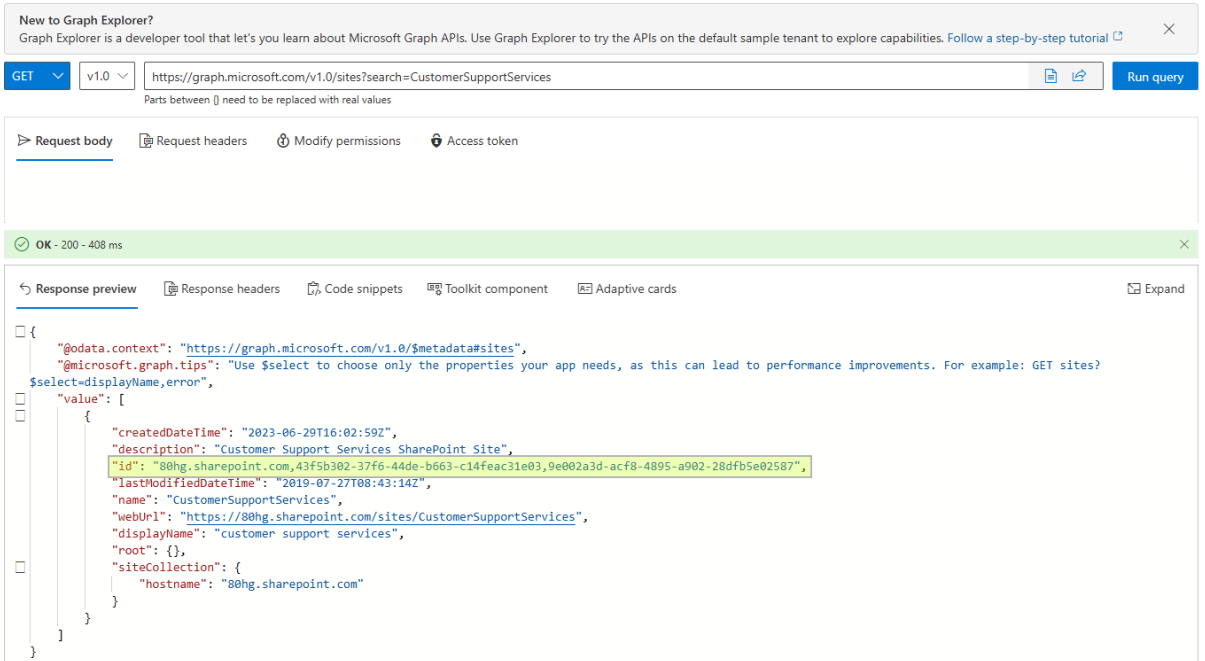 New to Graph Explorer?
Graph Explorer is a developer tool that let's you learn about Microsoft Graph APIs. Use Graph Explorer to try the APIs on the default sample tenant to explore capabilities. Follow a step-by-step tutorial
GET v1.0 https://graph.microsoft.com/v1.0/sites?search=CustomerSupportServices Run query
Parts between {} need to be replaced with real values
Request body Request headers Modify permissions Access token
OK - 200 - 408 ms
Response preview Response headers Code snippets Toolkit component Adaptive cards Expand
{
"@odata.context": "https://graph.microsoft.com/v1.0/$metadata#sites",
"@microsoft.graph.tips": "Use $select to choose only the properties your app needs, as this can lead to performance improvements. For example: GET sites?
$select=displayName,error",
"value": [
{
"createdDateTime": "2023-06-29T16:02:59Z",
"description": "Customer Support Services SharePoint Site",
"id": "80hg.sharepoint.com,43f5b302-37f6-44de-b663-c14feac31e03,9e002a3d-acf8-4895-a902-28dfb5e02587",
"lastModifiedDateTime": "2019-07-27T08:43:14Z",
"name": "CustomerSupportServices",
"webUrl": "https://80hg.sharepoint.com/sites/CustomerSupportServices",
"displayName": "customer support services",
"root": {},
"siteCollection": {
"hostname": "80hg.sharepoint.com"
}
}
]
}